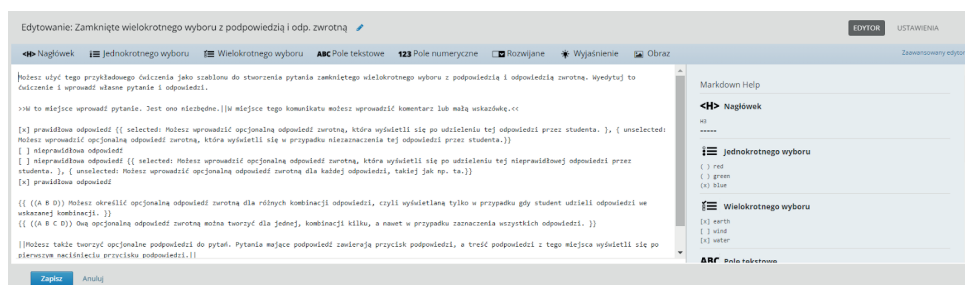 Edytowanie: Zamknięte wielokrotnego wyboru z podpowiedzią i odp. zwrotną
EDYTOR
USTAWIENIA
<H> Nagłówek
Jednokrotnego wyboru
Wielokrotnego wyboru
ABC Pole tekstowe
123 Pole numeryczne
Rozwijane
Wyjaśnienie
Obraz
Zaawansowany edytor
Możesz użyć tego przykładowego ćwiczenia jako szablonu do stworzenia pytania zamkniętego wielokrotnego wyboru z podpowiedzią i odpowiedzią zwrotną. Wyedytuj to
ćwiczenie i wprowadź własne pytanie i odpowiedzi.
>>W to miejsce wprowadź pytanie. Jest ono niezbędne.||W miejsce tego komunikatu możesz wprowadzić komentarz lub małą wskazówkę.<<
[x] prawidłowa odpowiedź {{ selected: Możesz wprowadzić opcjonalną odpowiedź zwrotną, która wyświetli się po udzieleniu tej odpowiedzi przez studenta. }, { unselected:
Możesz wprowadzić opcjonalną odpowiedź zwrotną, która wyświetli się w przypadku niezaznaczenia tej odpowiedzi przez studenta.}}
[ ] nieprawidłowa odpowiedź
[ ] nieprawidłowa odpowiedź {{ selected: Możesz wprowadzić opcjonalną odpowiedź zwrotną, która wyświetli się po udzieleniu tej nieprawidłowej odpowiedzi przez
studenta. }, { unselected: Możesz wprowadzić opcjonalną odpowiedź zwrotną dla każdej odpowiedzi, takiej jak np. ta.}}
[x] prawidłowa odpowiedź
{{ ((A B D)) Możesz określić opcjonalną odpowiedź zwrotną dla różnych kombinacji odpowiedzi, czyli wyświetlaną tylko w przypadku gdy student udzieli odpowiedzi we
wskazanej kombinacji. }}
{{ ((A B C D)) Ową opcjonalną odpowiedź zwrotną można tworzyć dla jednej, kombinacji kilku, a nawet w przypadku zaznaczenia wszystkich odpowiedzi. }}
||Możesz także tworzyć opcjonalne podpowiedzi do pytań. Pytania mające podpowiedź zawierają przycisk podpowiedzi, a treść podpowiedzi z tego miejsca wyświetli się po
pierwszym naciśnięciu przycisku podpowiedzi.||
Markdown Help
<H> Nagłówek
H3
-----
Jednokrotnego wyboru
( ) red
( ) green
(x) blue
Wielokrotnego wyboru
[x] earth
[ ] wind
[x] water
ABC Pole tekstowe
Zapisz
Anuluj